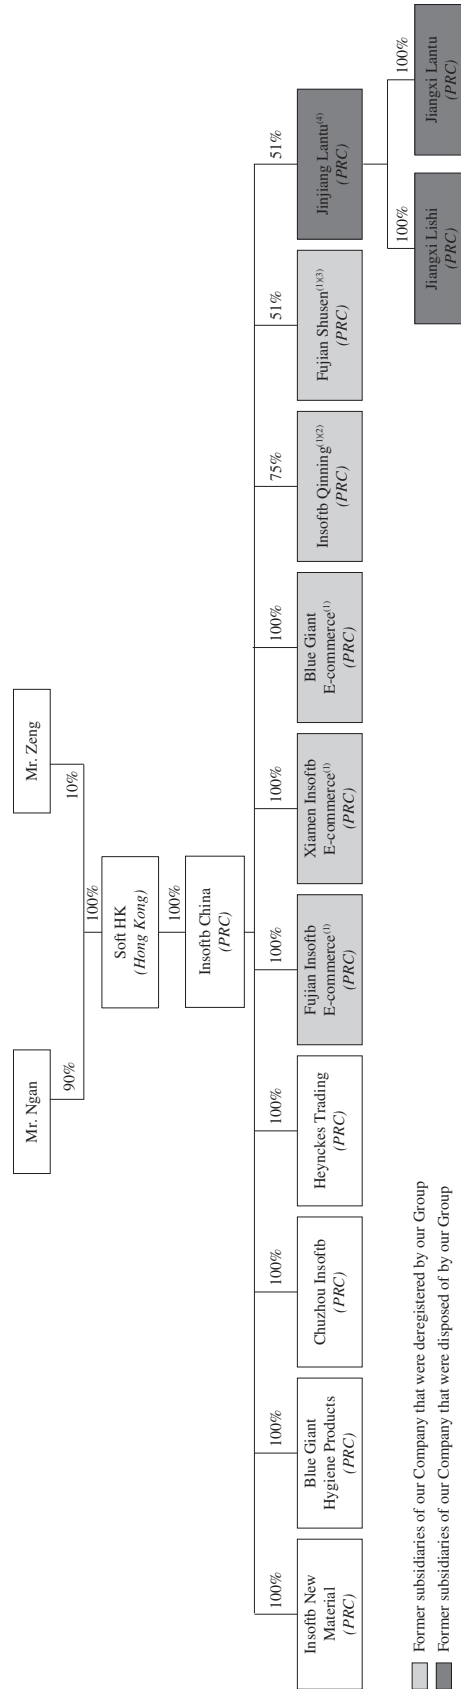 Mr. Ngan
Mr. Zeng
90%
10%
100%
Soft HK
(Hong Kong)
100%
Insoftb China
(PRC)
100%
100%
100%
100%
100%
100%
100%
75%
51%
51%
Insoftb New
Material
(PRC)
Blue Giant
Hygiene Products
(PRC)
Chuzhou Insoftb
(PRC)
Heynckes Trading
(PRC)
Fujian Insoftb
E-commerce(1)
(PRC)
Xiamen Insoftb
E-commerce(1)
(PRC)
Blue Giant
E-commerce(1)
(PRC)
Insoftb Qinning(1)(2)
(PRC)
Fujian Shusen(1)(3)
(PRC)
Jinjiang Lantu(4)
(PRC)
100%
100%
Jiangxi Lishi
(PRC)
Jiangxi Lantu
(PRC)
Former subsidiaries of our Company that were deregistered by our Group
Former subsidiaries of our Company that were disposed of by our Group